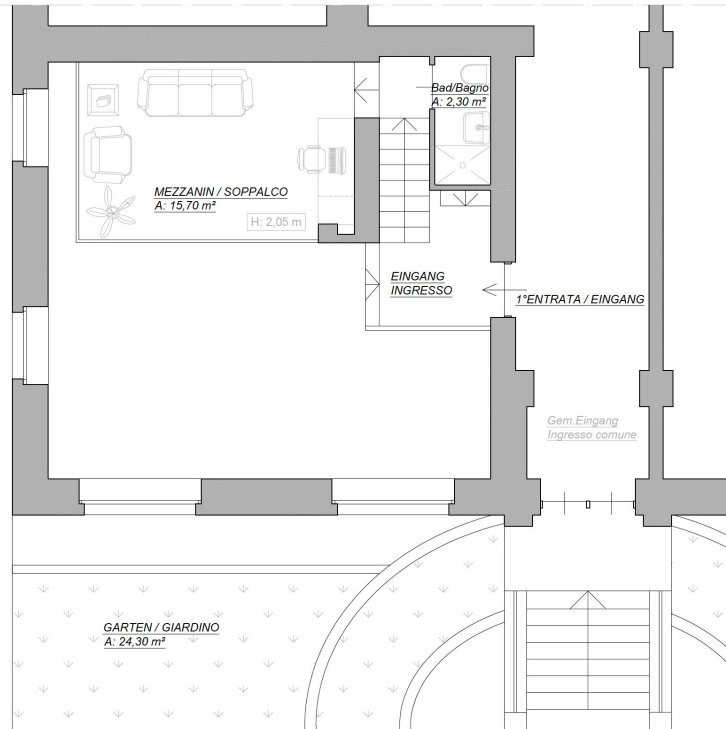 Bad/Bagno
A: 2,30 m²
MEZZANIN / SOPPALCO
A: 15,70 m²
H: 2,05 m
EINGANG
INGRESSO
1°ENTRATA / EINGANG
Gem.Eingang
Ingresso comune
GARTEN / GIARDINO
A: 24,30 m²